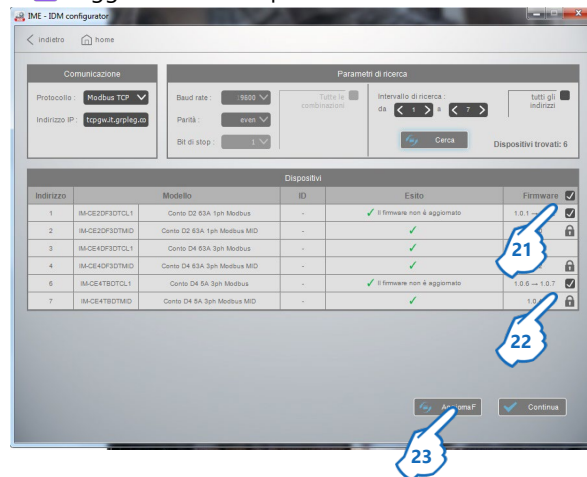 IME - IDM configurator
indietro home
Comunicazione
Protocollo : Modbus TCP
Indirizzo IP : tcpgw.it.grpleg.co
Parametri di ricerca
Baud rate : 19600
Parità : even
Bit di stop : 1
Tutte le combinazioni
Intervallo di ricerca :
da 1 a 7
tutti gli indirizzi
Cerca
Dispositivi trovati: 6
Dispositivi
Indirizzo Modello ID Esito Firmware
1 IM-CE2DF3DTCL1 Conto D2 63A 1ph Modbus - Il firmware non è aggiornato 1.0.1 →
2 IM-CE2DF3DTMID Conto D2 63A 1ph Modbus MID -
3 IM-CE4DF3DTCL1 Conto D4 63A 3ph Modbus -
4 IM-CE4DF3DTMID Conto D4 63A 3ph Modbus MID -
6 IM-CE4TBDTCL1 Conto D4 5A 3ph Modbus - Il firmware non è aggiornato 1.0.6 → 1.0.7
7 IM-CE4TBDTMID Conto D4 5A 3ph Modbus MID -
21
22
Continua
23